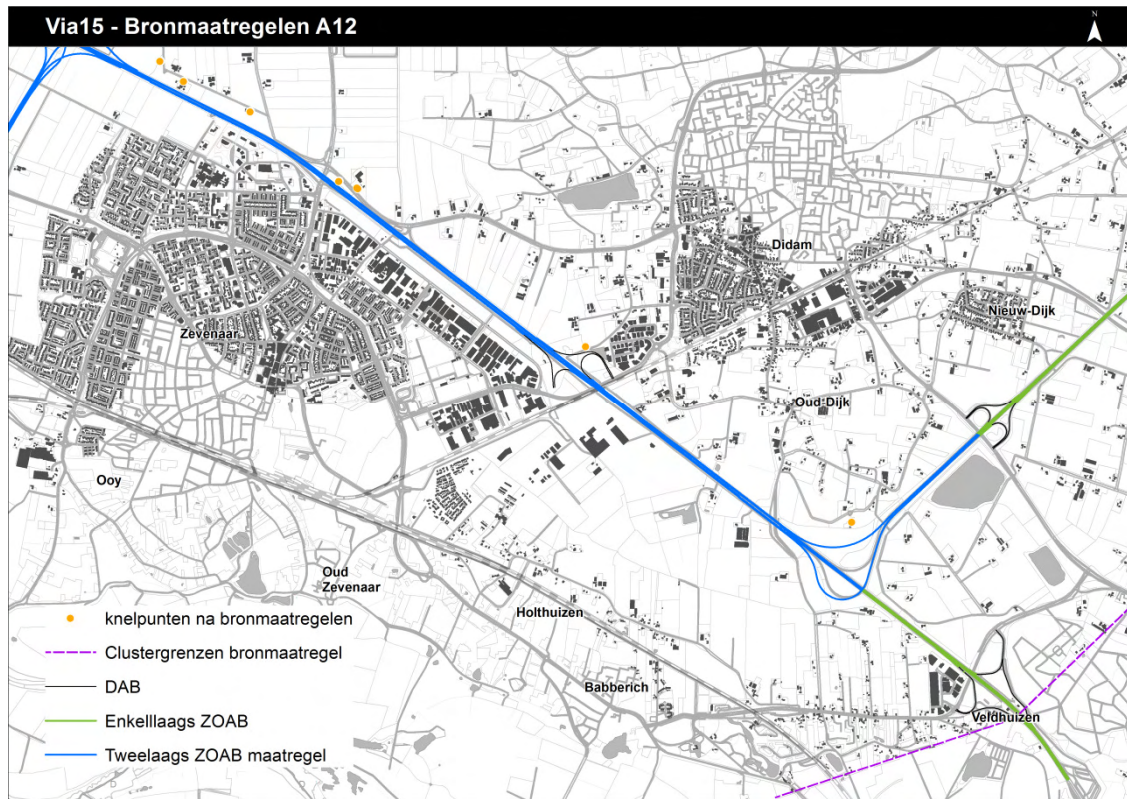 Via15 - Bronmaatregelen A12
N
Didam
Nieuw-Dijk
Zevenaar
Oud-Dijk
Ooy
Oud
Zevenaar
Holthuizen
Babberich
Veldhuizen
knelpunten na bronmaatregelen
Clustergrenzen bronmaatregel
DAB
Enkelllaags ZOAB
Tweelaags ZOAB maatregel